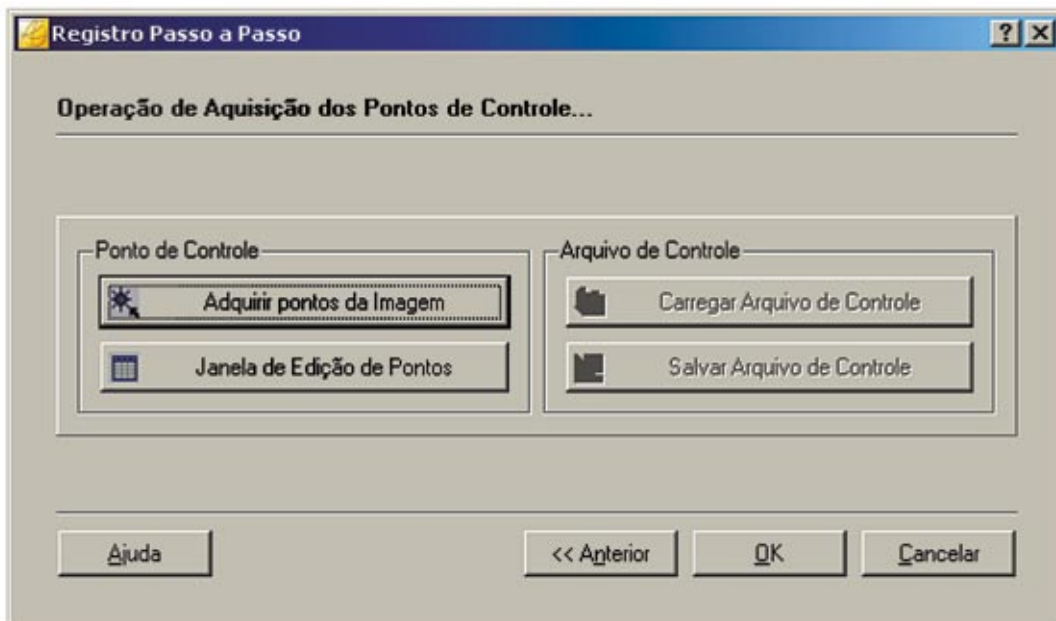 Registro Passo a Passo
Operação de Aquisição dos Pontos de Controle...
Ponto de Controle
Adquirir pontos da Imagem
Janela de Edição de Pontos
Arquivo de Controle
Carregar Arquivo de Controle
Salvar Arquivo de Controle
Ajuda
<< Anterior
OK
Cancelar